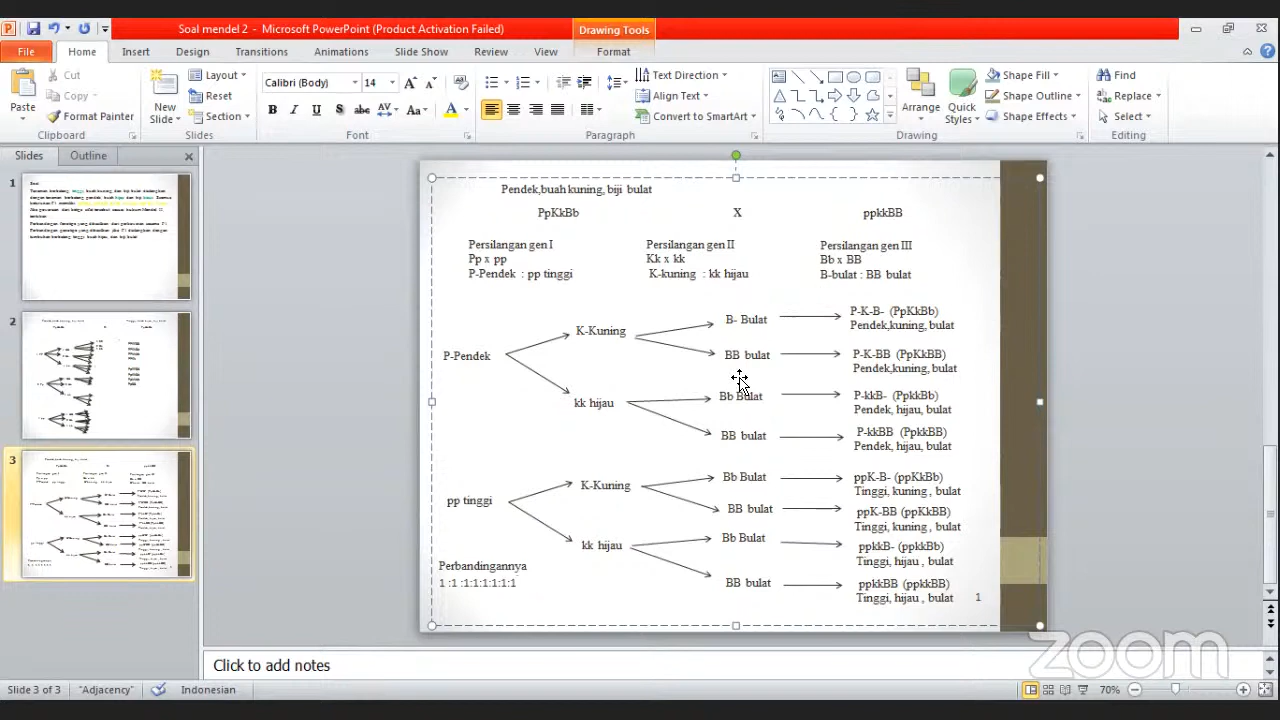 Soal mendel 2 - Microsoft PowerPoint (Product Activation Failed)
Drawing Tools
File Home Insert Design Transitions Animations Slide Show Review View Format
Paste
Cut
Copy
Format Painter
Clipboard
New Slide
Layout
Reset
Section
Slides
Calibri (Body) 14
B I U S abc AV Aa A
Font
Text Direction
Align Text
Convert to SmartArt
Paragraph
Arrange
Quick Styles
Shape Fill
Shape Outline
Shape Effects
Drawing
Find
Replace
Select
Editing
Slides Outline
1
2
3
Pendek,buah kuning, biji bulat
PpKkBb X ppkkBB
Persilangan gen I Persilangan gen II Persilangan gen III
Pp x pp Kk x kk Bb x BB
P-Pendek : pp tinggi K-kuning : kk hijau B-bulat : BB bulat
P-K-B- (PpKkBb)
B- Bulat
Pendek,kuning, bulat
K-Kuning
P-K-BB (PpKkBB)
BB bulat
P-Pendek
Pendek,kuning, bulat
P-kkB- (PpkkBb)
Bb Bulat
kk hijau
Pendek, hijau, bulat
P-kkBB (PpkkBB)
BB bulat
Pendek, hijau, bulat
Bb Bulat ppK-B- (ppKkBb)
K-Kuning
Tinggi, kuning , bulat
pp tinggi
BB bulat ppK-BB (ppKkBB)
Tinggi, kuning , bulat
Bb Bulat
kk hijau ppkkB- (ppkkBb)
Tinggi, hijau , bulat
Perbandingannya
1 :1 :1:1:1:1:1:1 BB bulat ppkkBB (ppkkBB)
Tinggi, hijau , bulat 1
zoom
Click to add notes
Slide 3 of 3 "Adjacency" Indonesian 70%